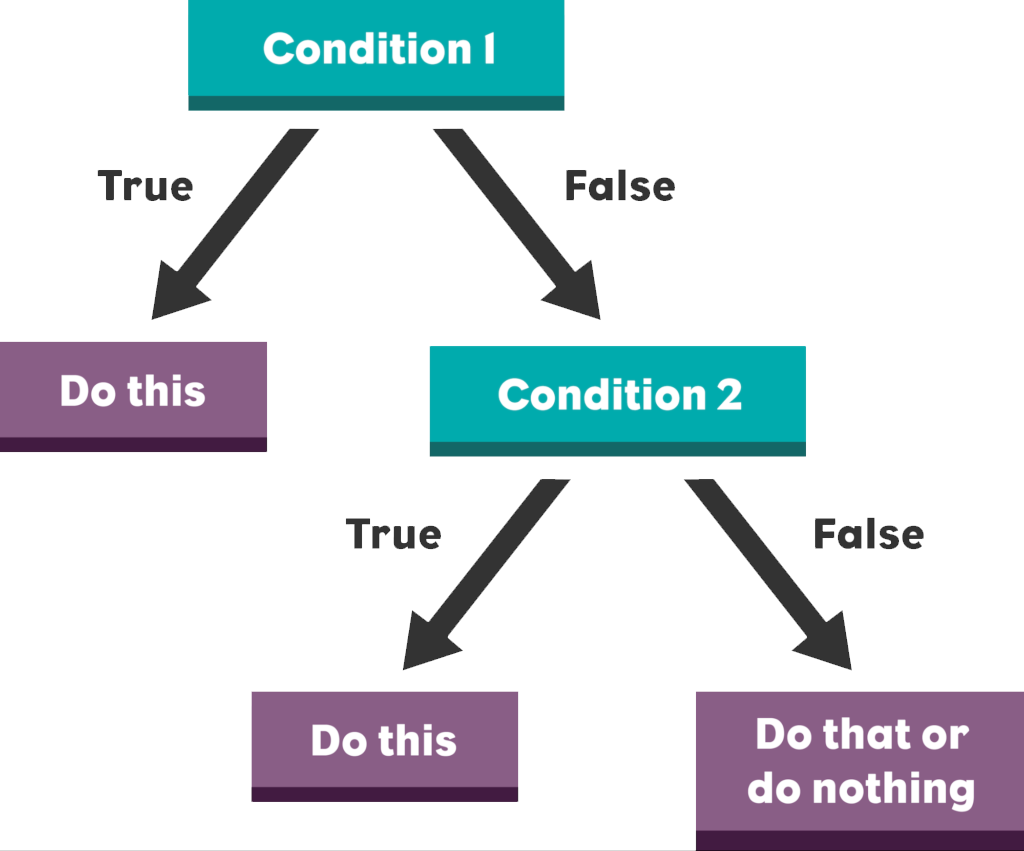 Condition 1
True
False
Do this
Condition 2
True
False
Do this
Do that or
do nothing